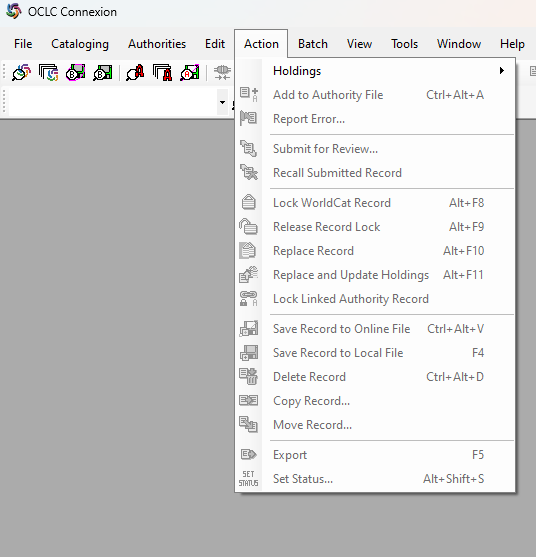 OCLC Connexion
File Cataloging Authorities Edit Action Batch View Tools Window Help
Holdings
Add to Authority File Ctrl+Alt+A
Report Error...
Submit for Review...
Recall Submitted Record
Lock WorldCat Record Alt+F8
Release Record Lock Alt+F9
Replace Record Alt+F10
Replace and Update Holdings Alt+F11
Lock Linked Authority Record
Save Record to Online File Ctrl+Alt+V
Save Record to Local File F4
Delete Record Ctrl+Alt+D
Copy Record...
Move Record...
Export F5
SET STATUS Set Status... Alt+Shift+S